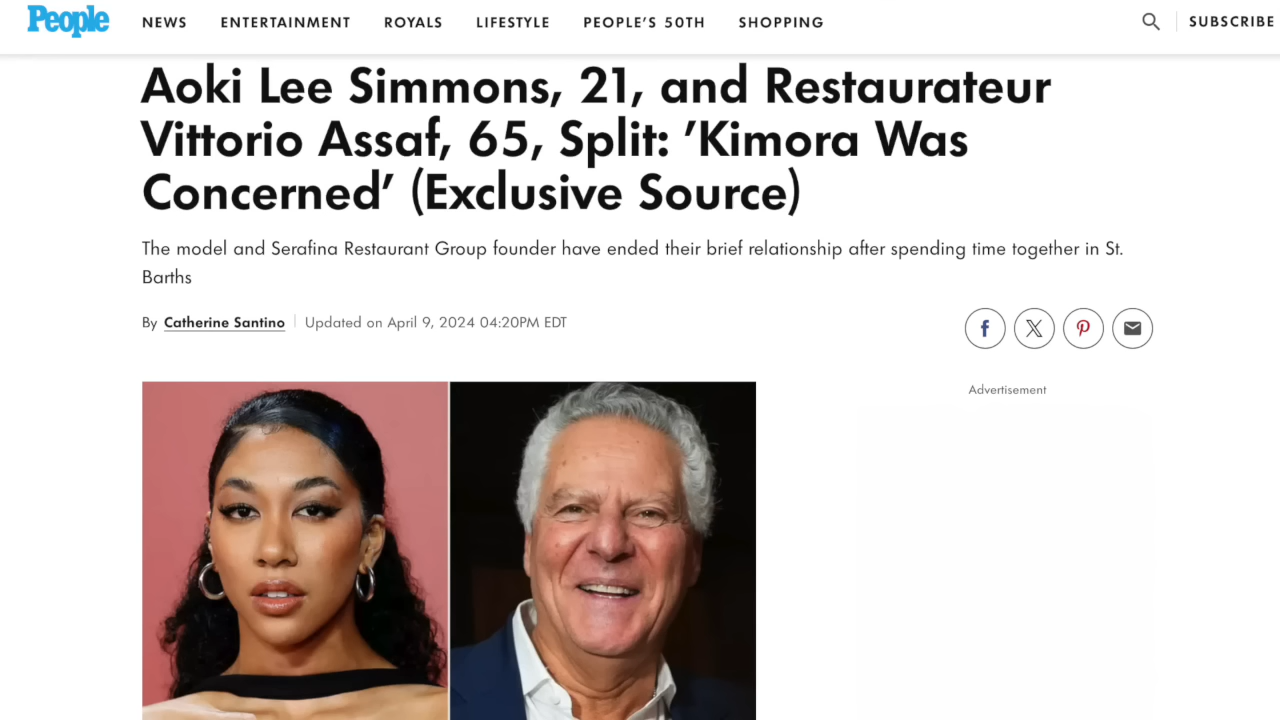 People
NEWS ENTERTAINMENT ROYALS LIFESTYLE PEOPLE'S 50TH SHOPPING SUBSCRIBE
Aoki Lee Simmons, 21, and Restaurateur
Vittorio Assaf, 65, Split: ’Kimora Was
Concerned’ (Exclusive Source)
The model and Serafina Restaurant Group founder have ended their brief relationship after spending time together in St.
Barths
By Catherine Santino Updated on April 9, 2024 04:20PM EDT
f X
Advertisement